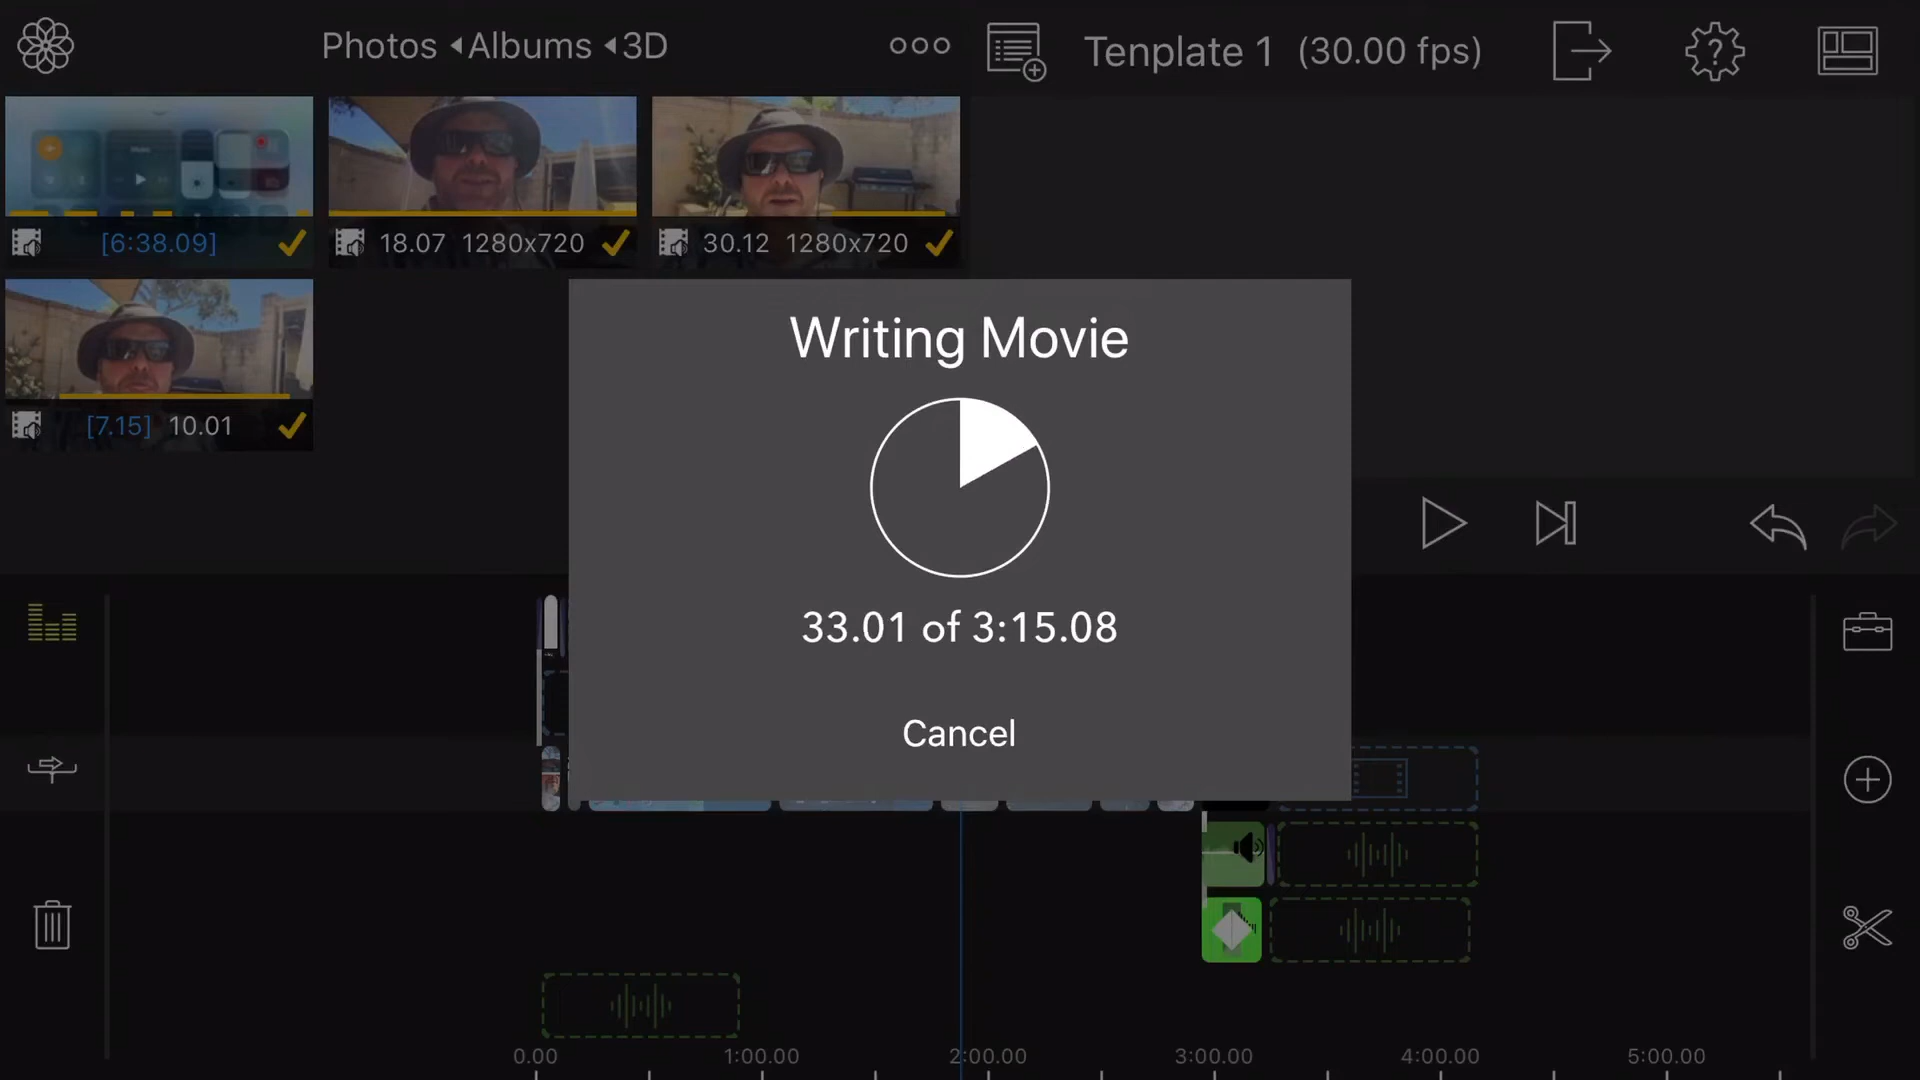 Photos ◂Albums ◂3D
Tenplate 1 (30.00 fps)
[6:38.09]
18.07 1280x720
30.12 1280x720
[7.15] 10.01
Writing Movie
33.01 of 3:15.08
Cancel
0.00 1:00.00 2:00.00 3:00.00 4:00.00 5:00.00